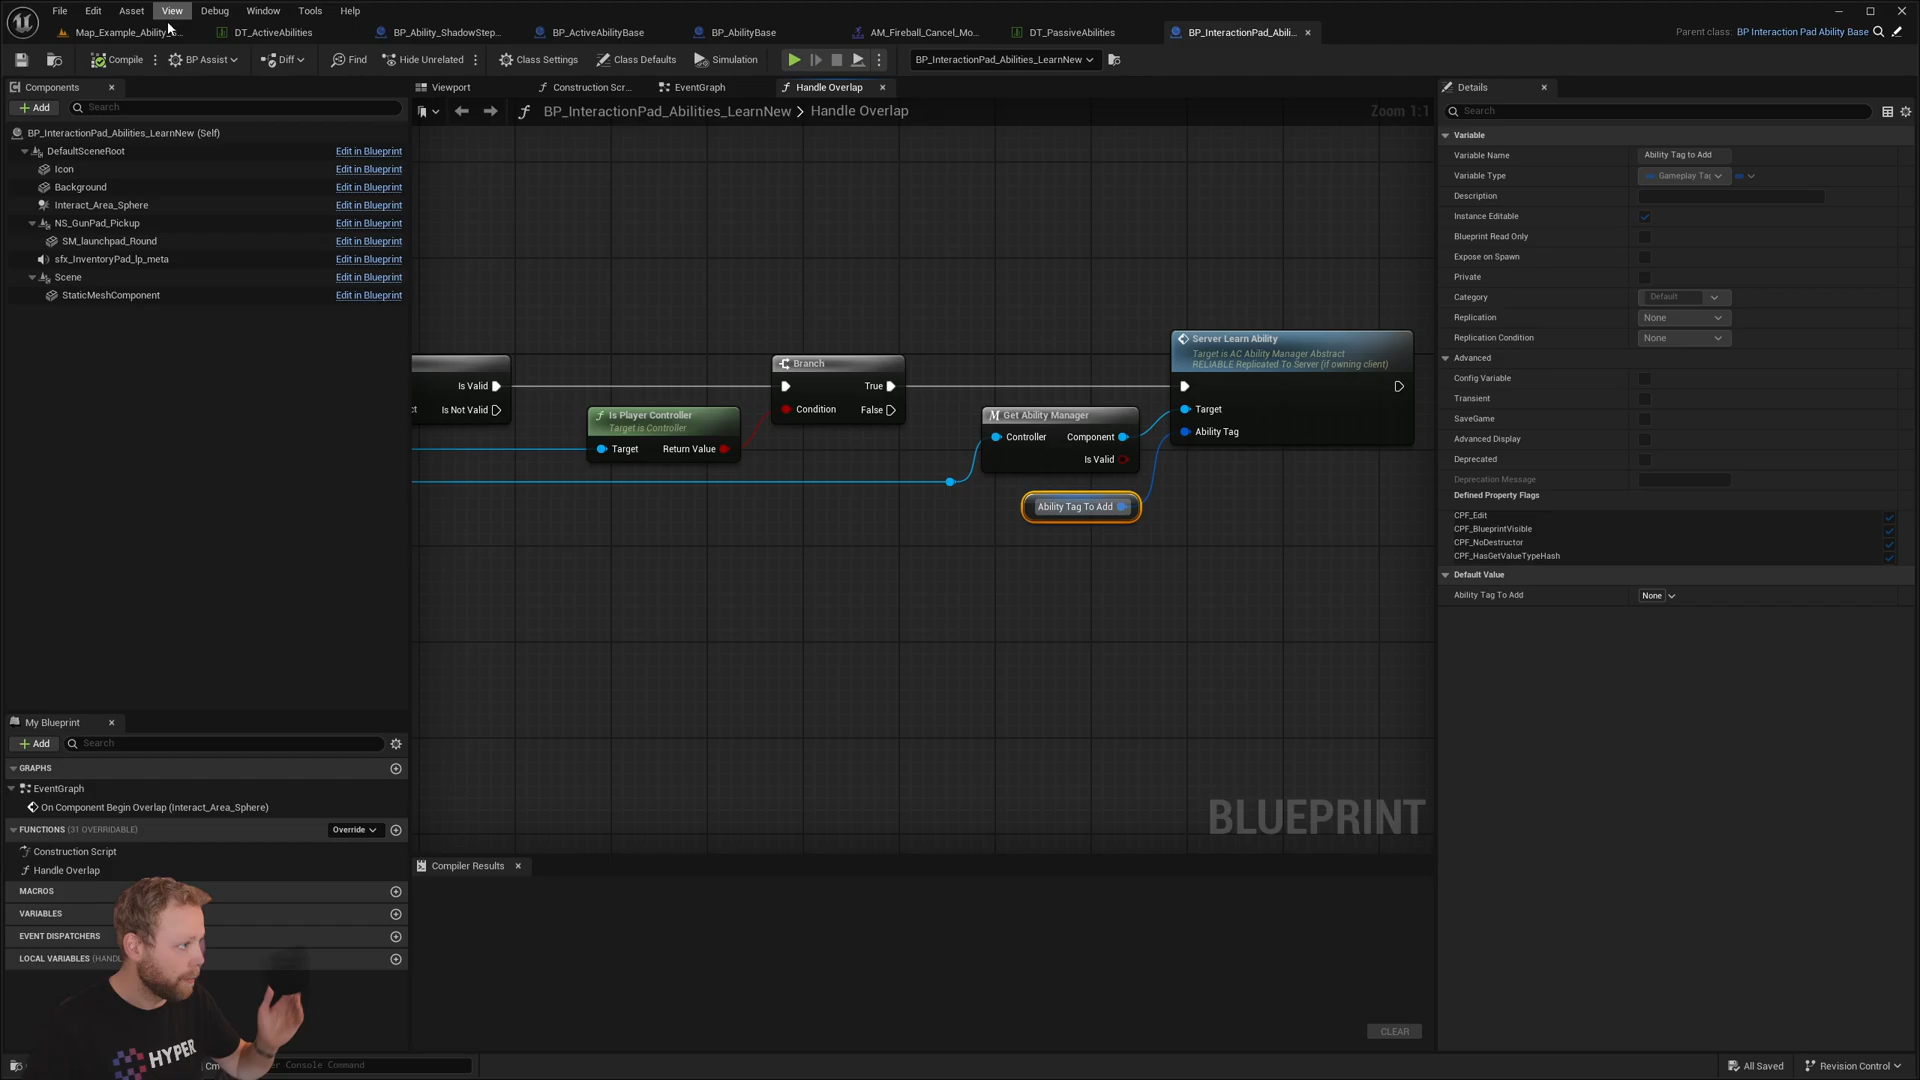 File Edit Asset View Debug Window Tools Help
Map_Example_Ability_S... DT_ActiveAbilities BP_Ability_ShadowStep... BP_ActiveAbilityBase BP_AbilityBase AM_Fireball_Cancel_Mo... DT_PassiveAbilities BP_InteractionPad_Abili... Parent class: BP Interaction Pad Ability Base
Compile BP Assist Diff Find Hide Unrelated Class Settings Class Defaults Simulation BP_InteractionPad_Abilities_LearnNew
Components Viewport Construction Scr... EventGraph Handle Overlap Details
Add Search BP_InteractionPad_Abilities_LearnNew > Handle Overlap Zoom 1:1 Search
BP_InteractionPad_Abilities_LearnNew (Self)
DefaultSceneRoot Edit in Blueprint
Icon Edit in Blueprint
Background Edit in Blueprint
Interact_Area_Sphere Edit in Blueprint
NS_GunPad_Pickup Edit in Blueprint
SM_launchpad_Round Edit in Blueprint
sfx_InventoryPad_lp_meta Edit in Blueprint
Scene Edit in Blueprint
StaticMeshComponent Edit in Blueprint
Is Valid
ct Is Not Valid
Is Player Controller
Target is Controller
Target Return Value
Branch
True
Condition False
Get Ability Manager
Controller Component
Is Valid
Ability Tag To Add
Server Learn Ability
Target is AC Ability Manager Abstract
RELIABLE Replicated To Server (if owning client)
Target
Ability Tag
BLUEPRINT
Variable
Variable Name Ability Tag to Add
Variable Type Gameplay Tag
Description
Instance Editable
Blueprint Read Only
Expose on Spawn
Private
Category Default
Replication None
Replication Condition None
Advanced
Config Variable
Transient
SaveGame
Advanced Display
Deprecated
Deprecation Message
Defined Property Flags
CPF_Edit
CPF_BlueprintVisible
CPF_NoDestructor
CPF_HasGetValueTypeHash
Default Value
Ability Tag To Add None
My Blueprint
Add Search
GRAPHS
EventGraph
On Component Begin Overlap (Interact_Area_Sphere)
FUNCTIONS (31 OVERRIDABLE) Override
Construction Script
Handle Overlap
MACROS
VARIABLES
EVENT DISPATCHERS
LOCAL VARIABLES (HANDL
Compiler Results
CLEAR
HYPER
Cm er Console Command
All Saved Revision Control